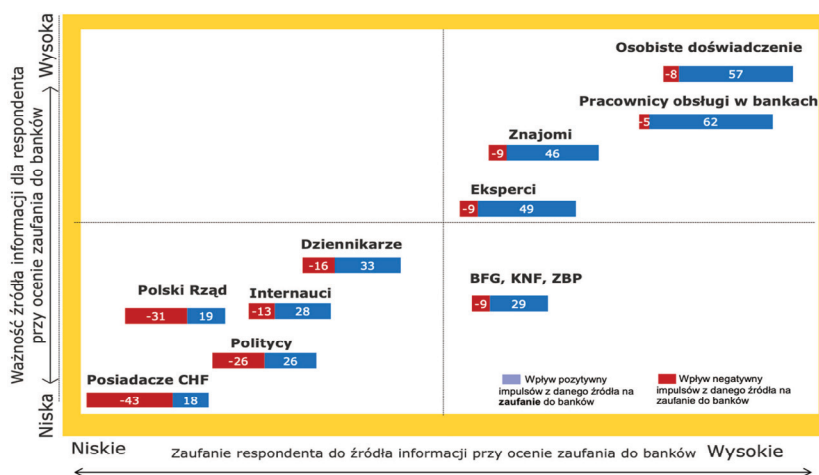 Wysoka
Ważność źródła informacji dla respondenta
przy ocenie zaufania do banków
Niska
Osobiste doświadczenie
-8 57
Pracownicy obsługi w bankach
-5 62
Znajomi
-9 46
Eksperci
-9 49
Dziennikarze
-16 33
BFG, KNF, ZBP
-9 29
Polski Rząd
-31 19
Internauci
-13 28
Politycy
-26 26
Posiadacze CHF
-43 18
Wpływ pozytywny
impulsów z danego źródła na
zaufanie do banków
Wpływ negatywny
impulsów z danego źródła na
zaufanie do banków
Niskie
Zaufanie respondenta do źródła informacji przy ocenie zaufania do banków
Wysokie